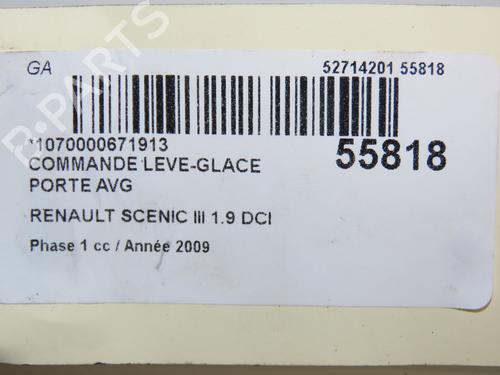 GA
52714201 55818
*1070000671913
55818
COMMANDE LEVE-GLACE
PORTE AVG
RENAULT SCENIC III 1.9 DCI
Phase 1 cc / Année 2009
B-PARTS